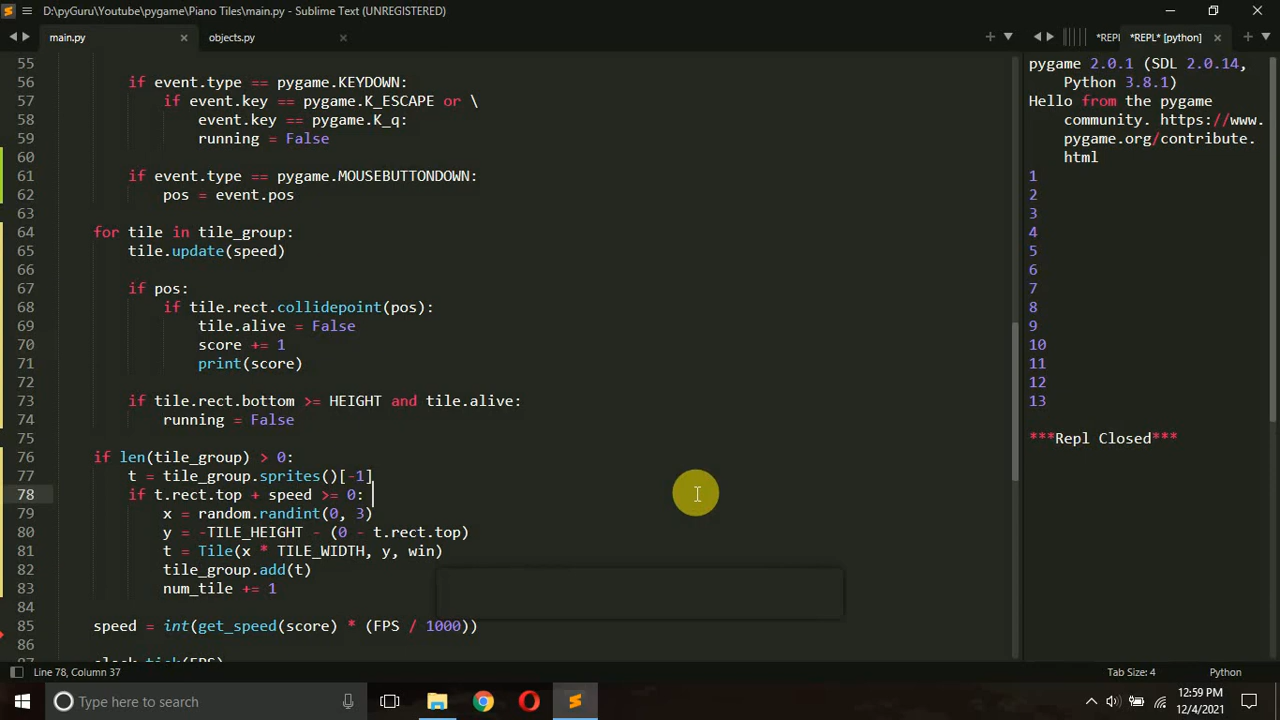 D:\pyGuru\Youtube\pygame\Piano Tiles\main.py - Sublime Text (UNREGISTERED)
main.py
objects.py
*REPL
*REPL* [python]
55
56 if event.type == pygame.KEYDOWN:
57 if event.key == pygame.K_ESCAPE or \
58 event.key == pygame.K_q:
59 running = False
60
61 if event.type == pygame.MOUSEBUTTONDOWN:
62 pos = event.pos
63
64 for tile in tile_group:
65 tile.update(speed)
66
67 if pos:
68 if tile.rect.collidepoint(pos):
69 tile.alive = False
70 score += 1
71 print(score)
72
73 if tile.rect.bottom >= HEIGHT and tile.alive:
74 running = False
75
76 if len(tile_group) > 0:
77 t = tile_group.sprites()[-1]
78 if t.rect.top + speed >= 0:
79 x = random.randint(0, 3)
80 y = -TILE_HEIGHT - (0 - t.rect.top)
81 t = Tile(x * TILE_WIDTH, y, win)
82 tile_group.add(t)
83 num_tile += 1
84
85 speed = int(get_speed(score) * (FPS / 1000))
86
87 clock.tick(FPS)
pygame 2.0.1 (SDL 2.0.14,
Python 3.8.1)
Hello from the pygame
community. https://www.
pygame.org/contribute.
html
1
2
3
4
5
6
7
8
9
10
11
12
13
***Repl Closed***
Line 78, Column 37
Tab Size: 4
Python
Type here to search
12:59 PM
12/4/2021